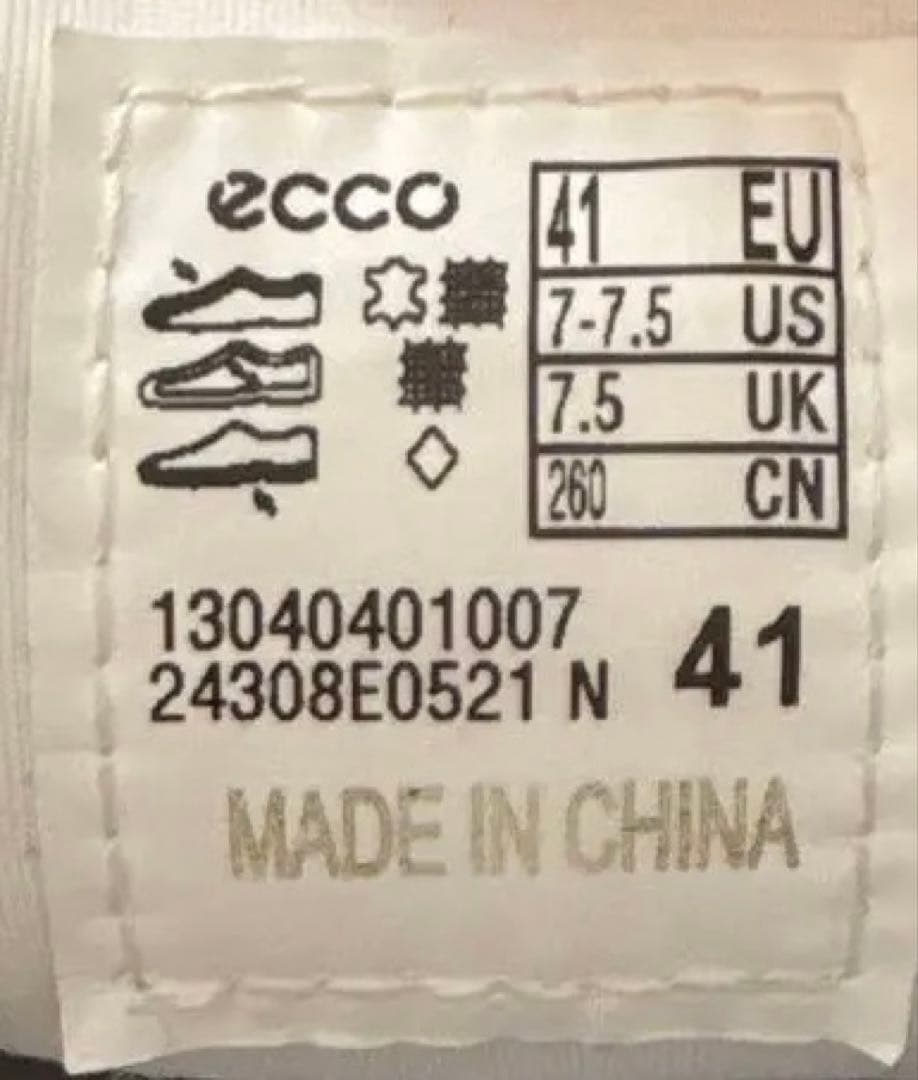 ecco
41 EU
7-7.5 US
7.5 UK
260 CN
13040401007
24308E0521 N
41
MADE IN CHINA